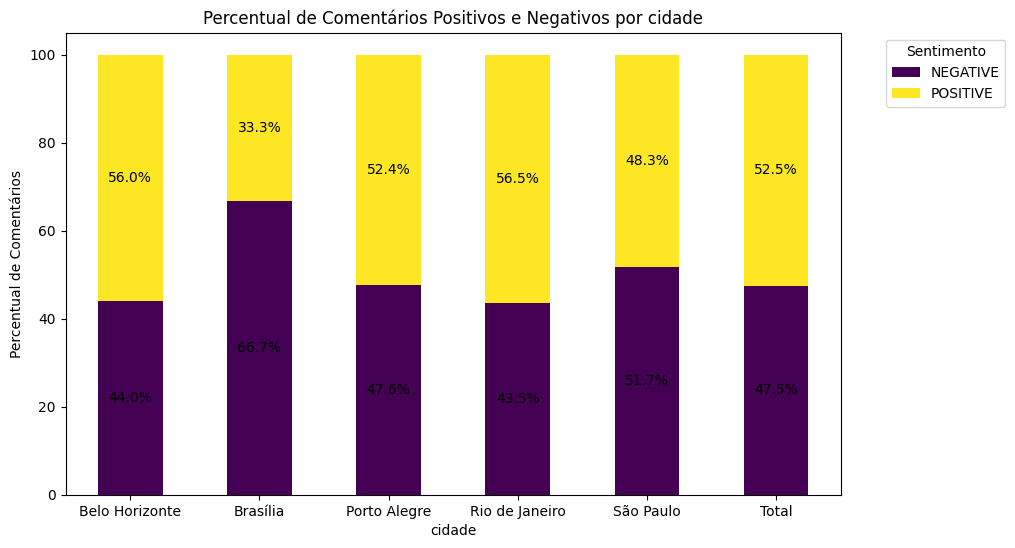 Percentual de Comentários Positivos e Negativos por cidade
Sentimento
NEGATIVE
POSITIVE
Percentual de Comentários
100
80
60
40
20
0
56.0%
33.3%
52.4%
56.5%
48.3%
52.5%
44.0%
66.7%
47.6%
43.5%
51.7%
47.5%
Belo Horizonte
Brasília
Porto Alegre
Rio de Janeiro
São Paulo
Total
cidade